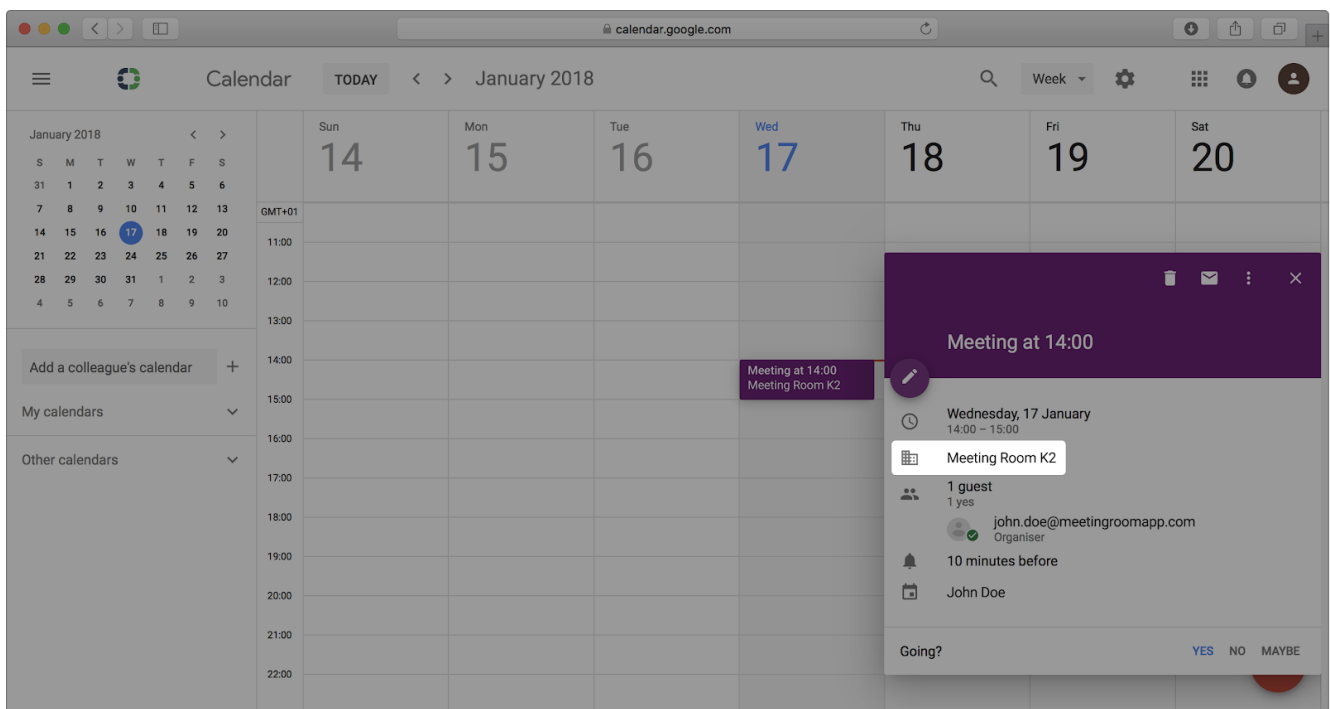 calendar.google.com
Calendar
TODAY
January 2018
Week
January 2018
S M T W T F S
31 1 2 3 4 5 6
7 8 9 10 11 12 13
14 15 16 17 18 19 20
21 22 23 24 25 26 27
28 29 30 31 1 2 3
4 5 6 7 8 9 10
Add a colleague's calendar
My calendars
Other calendars
Sun Mon Tue Wed Thu Fri Sat
14 15 16 17 18 19 20
GMT+01
11:00
12:00
13:00
14:00
15:00
16:00
17:00
18:00
19:00
20:00
21:00
22:00
Meeting at 14:00
Meeting Room K2
Meeting at 14:00
Wednesday, 17 January
14:00 – 15:00
Meeting Room K2
1 guest
1 yes
john.doe@meetingroomapp.com
Organiser
10 minutes before
John Doe
Going? YES NO MAYBE